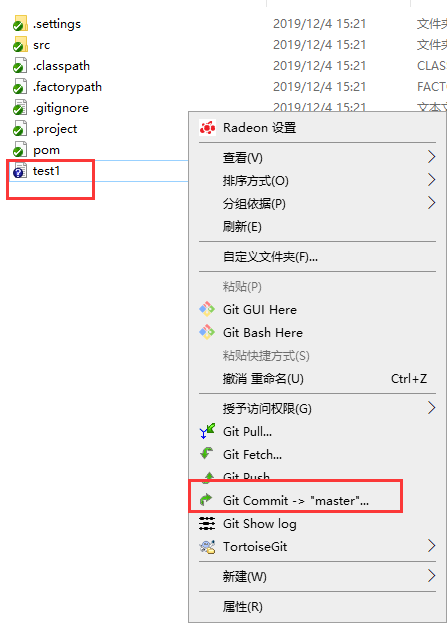 .settings 2019/12/4 15:21 文件夹
src 2019/12/4 15:21 文件夹
.classpath 2019/12/4 15:21 CLAS
.factorypath 2019/12/4 15:21 FACT
.gitignore 2019/12/4 15:21 文本文
.project
pom
test1
Radeon 设置
查看(V)
排序方式(O)
分组依据(P)
刷新(E)
自定义文件夹(F)...
粘贴(P)
Git GUI Here
Git Bash Here
粘贴快捷方式(S)
撤消 重命名(U) Ctrl+Z
授予访问权限(G)
Git Pull...
Git Fetch...
Git Push...
Git Commit -> "master"...
Git Show log
TortoiseGit
新建(W)
属性(R)